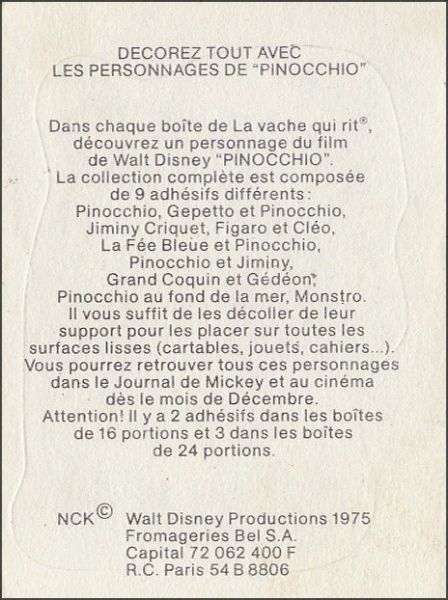 DECOREZ TOUT AVEC
LES PERSONNAGES DE "PINOCCHIO"
Dans chaque boîte de La vache qui rit®,
découvrez un personnage du film
de Walt Disney "PINOCCHIO".
La collection complète est composée
de 9 adhésifs différents:
Pinocchio, Gepetto et Pinocchio,
Jiminy Criquet, Figaro et Cléo,
La Fée Bleue et Pinocchio,
Pinocchio et Jiminy,
Grand Coquin et Gédéon,
Pinocchio au fond de la mer, Monstro.
Il vous suffit de les décoller de leur
support pour les placer sur toutes les
surfaces lisses (cartables, jouets, cahiers...).
Vous pourrez retrouver tous ces personnages
dans le Journal de Mickey et au cinéma
dès le mois de Décembre.
Attention! Il y a 2 adhésifs dans les boîtes
de 16 portions et 3 dans les boîtes
de 24 portions.
NCK © Walt Disney Productions 1975
Fromageries Bel S.A.
Capital 72 062 400 F
R.C. Paris 54 B 8806